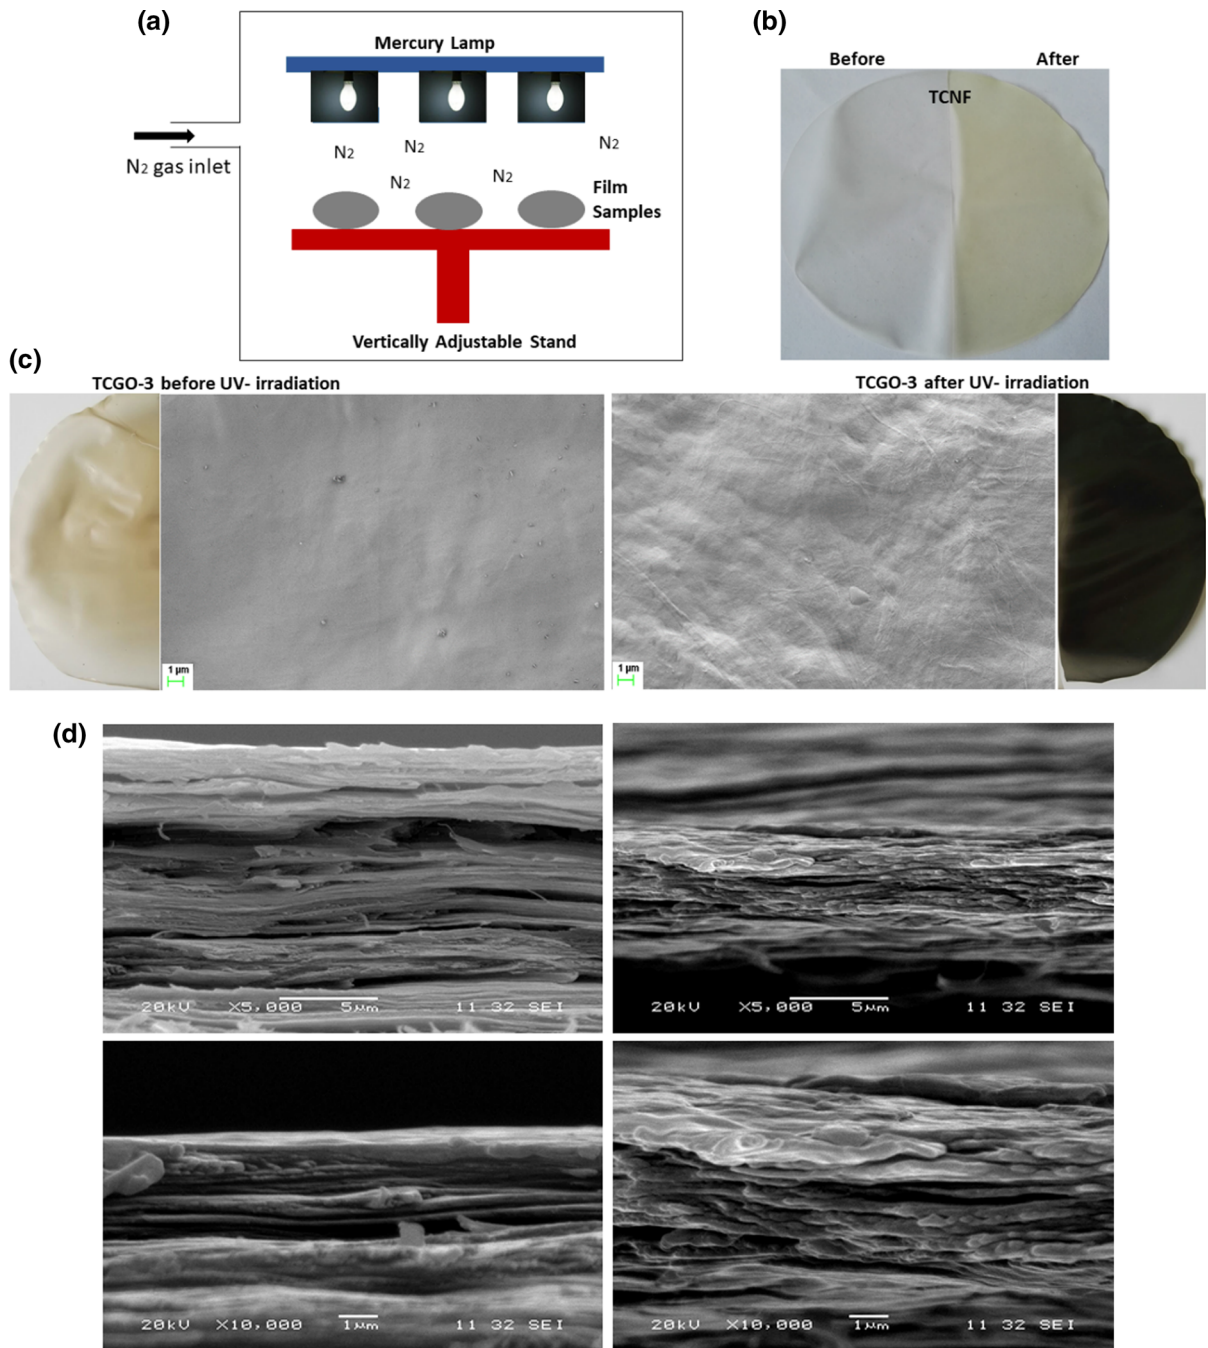 (a)
Mercury Lamp
N2 gas inlet
N2
N2
N2
N2
N2
Film
Samples
Vertically Adjustable Stand
(b)
Before
After
TCNF
(c)
TCGO-3 before UV- irradiation
TCGO-3 after UV- irradiation
1 µm
1 µm
(d)
20kV X5,000 5µm 11 32 SEI
20kV X5,000 5µm 11 32 SEI
20kV X10,000 1µm 11 32 SEI
20kV X10,000 1µm 11 32 SEI